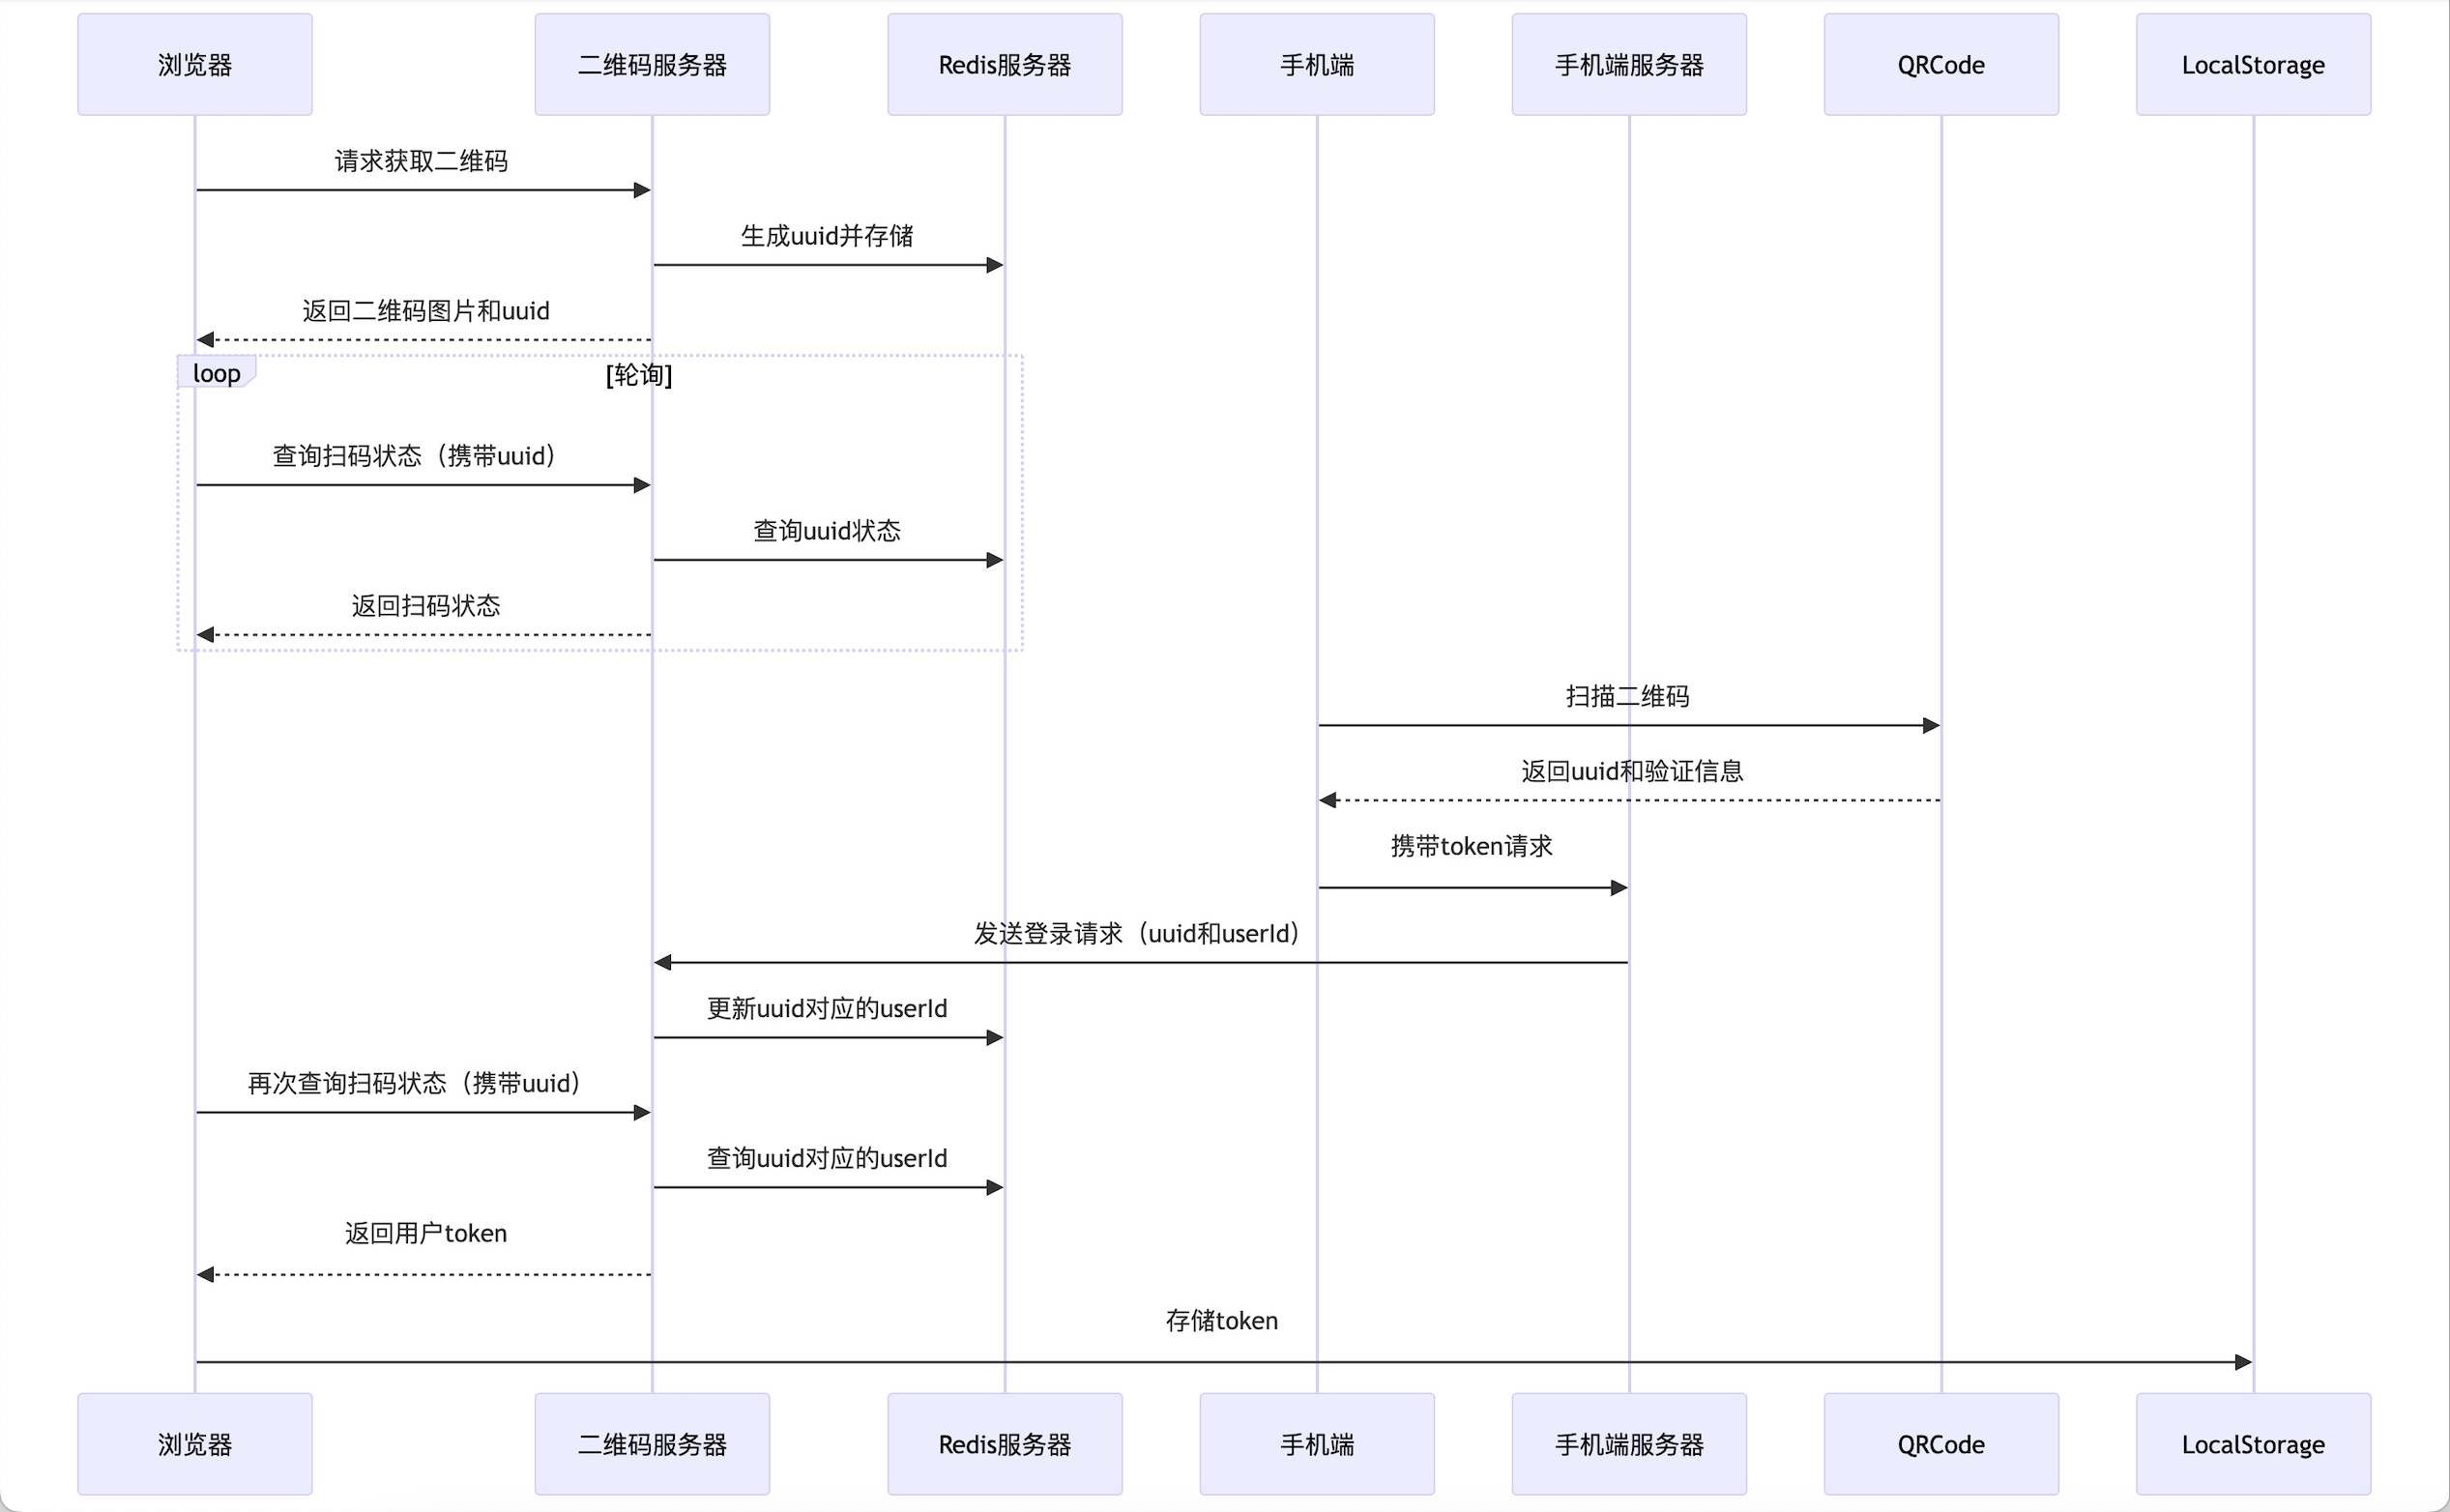 浏览器
二维码服务器
Redis服务器
手机端
手机端服务器
QRCode
LocalStorage
请求获取二维码
生成uuid并存储
返回二维码图片和uuid
loop
[轮询]
查询扫码状态（携带uuid）
查询uuid状态
返回扫码状态
扫描二维码
返回uuid和验证信息
携带token请求
发送登录请求（uuid和userId）
更新uuid对应的userId
再次查询扫码状态（携带uuid）
查询uuid对应的userId
返回用户token
存储token
浏览器
二维码服务器
Redis服务器
手机端
手机端服务器
QRCode
LocalStorage